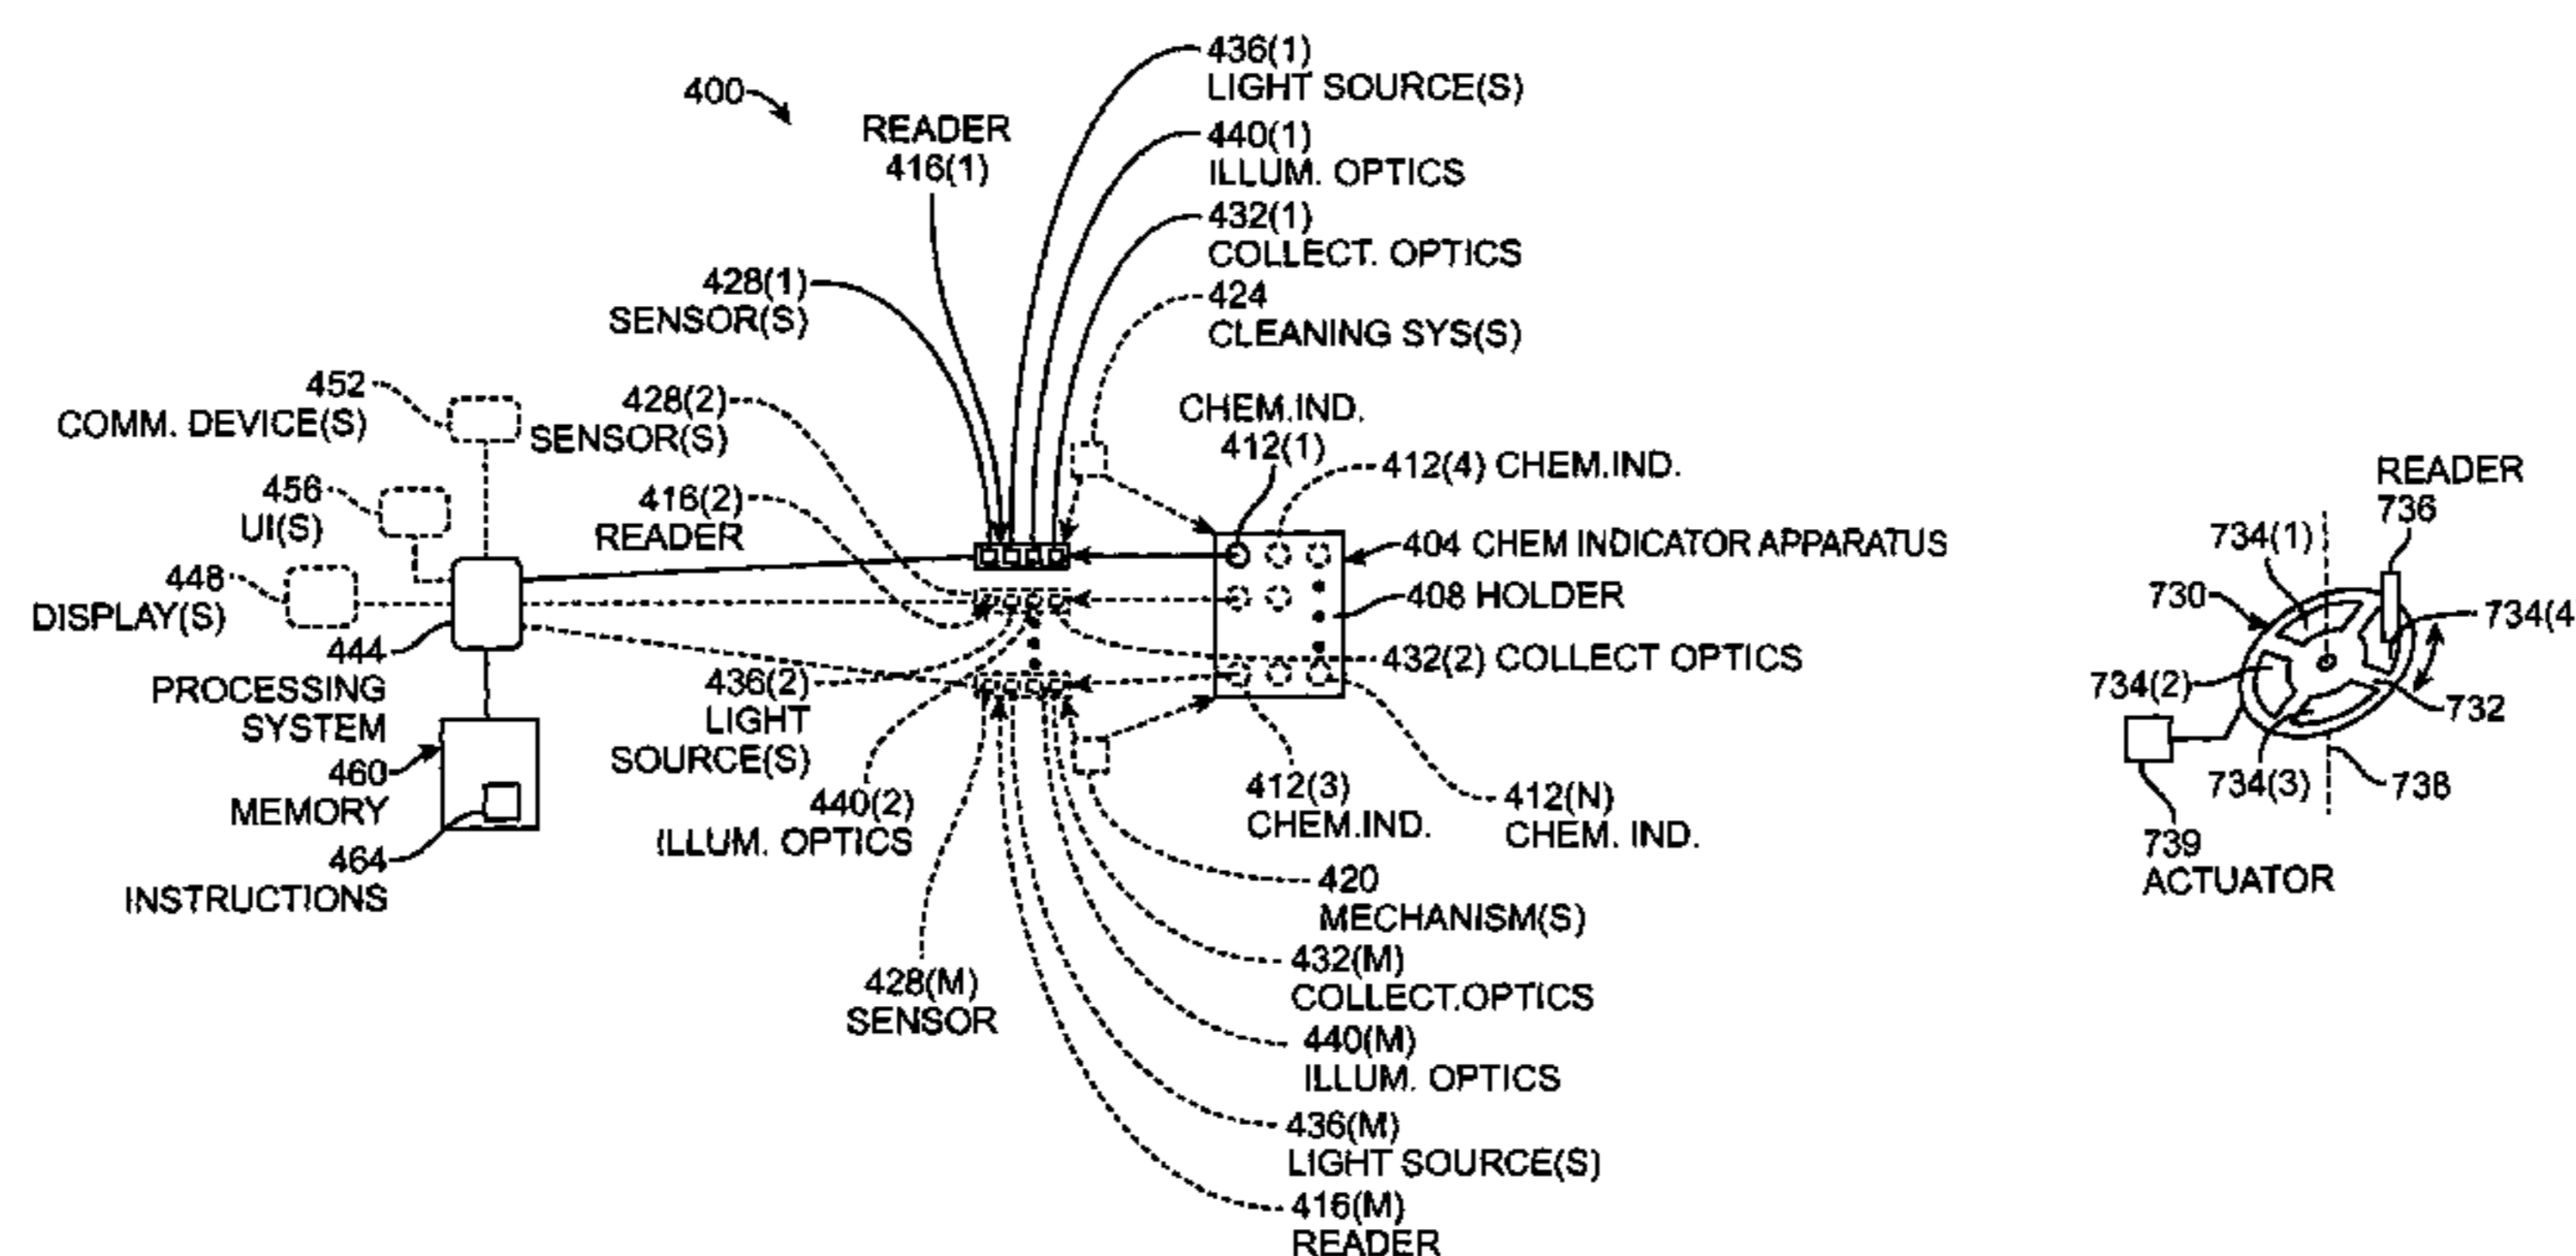 400
READER
416(1)
436(1)
LIGHT SOURCE(S)
440(1)
ILLUM. OPTICS
432(1)
COLLECT. OPTICS
424
CLEANING SYS(S)
428(1)
SENSOR(S)
452
COMM. DEVICE(S)
428(2)
SENSOR(S)
456
UI(S)
416(2)
READER
448
DISPLAY(S)
444
PROCESSING
SYSTEM
460
MEMORY
464
INSTRUCTIONS
CHEM.IND.
412(1)
412(4) CHEM.IND.
404 CHEM INDICATOR APPARATUS
408 HOLDER
432(2) COLLECT OPTICS
436(2)
LIGHT
SOURCE(S)
440(2)
ILLUM. OPTICS
412(3)
CHEM.IND.
412(N)
CHEM. IND.
420
MECHANISM(S)
428(M)
SENSOR
432(M)
COLLECT.OPTICS
440(M)
ILLUM. OPTICS
436(M)
LIGHT SOURCE(S)
416(M)
READER
READER
736
734(1)
730
734(4
734(2)
732
734(3)
738
739
ACTUATOR